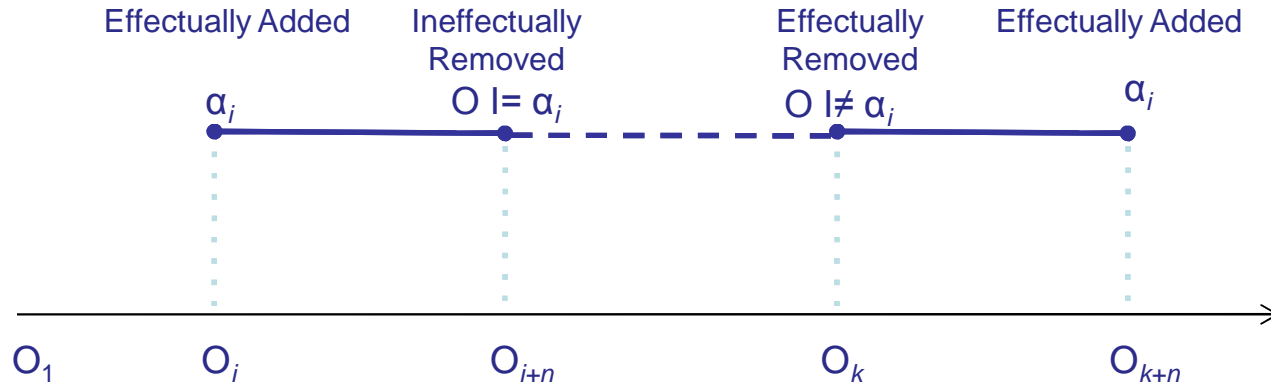 Effectually Added
Ineffectually
Removed
Effectually
Removed
Effectually Added
αi
O I= αi
O I≠ αi
αi
O1
Oi
Oi+n
Ok
Ok+n